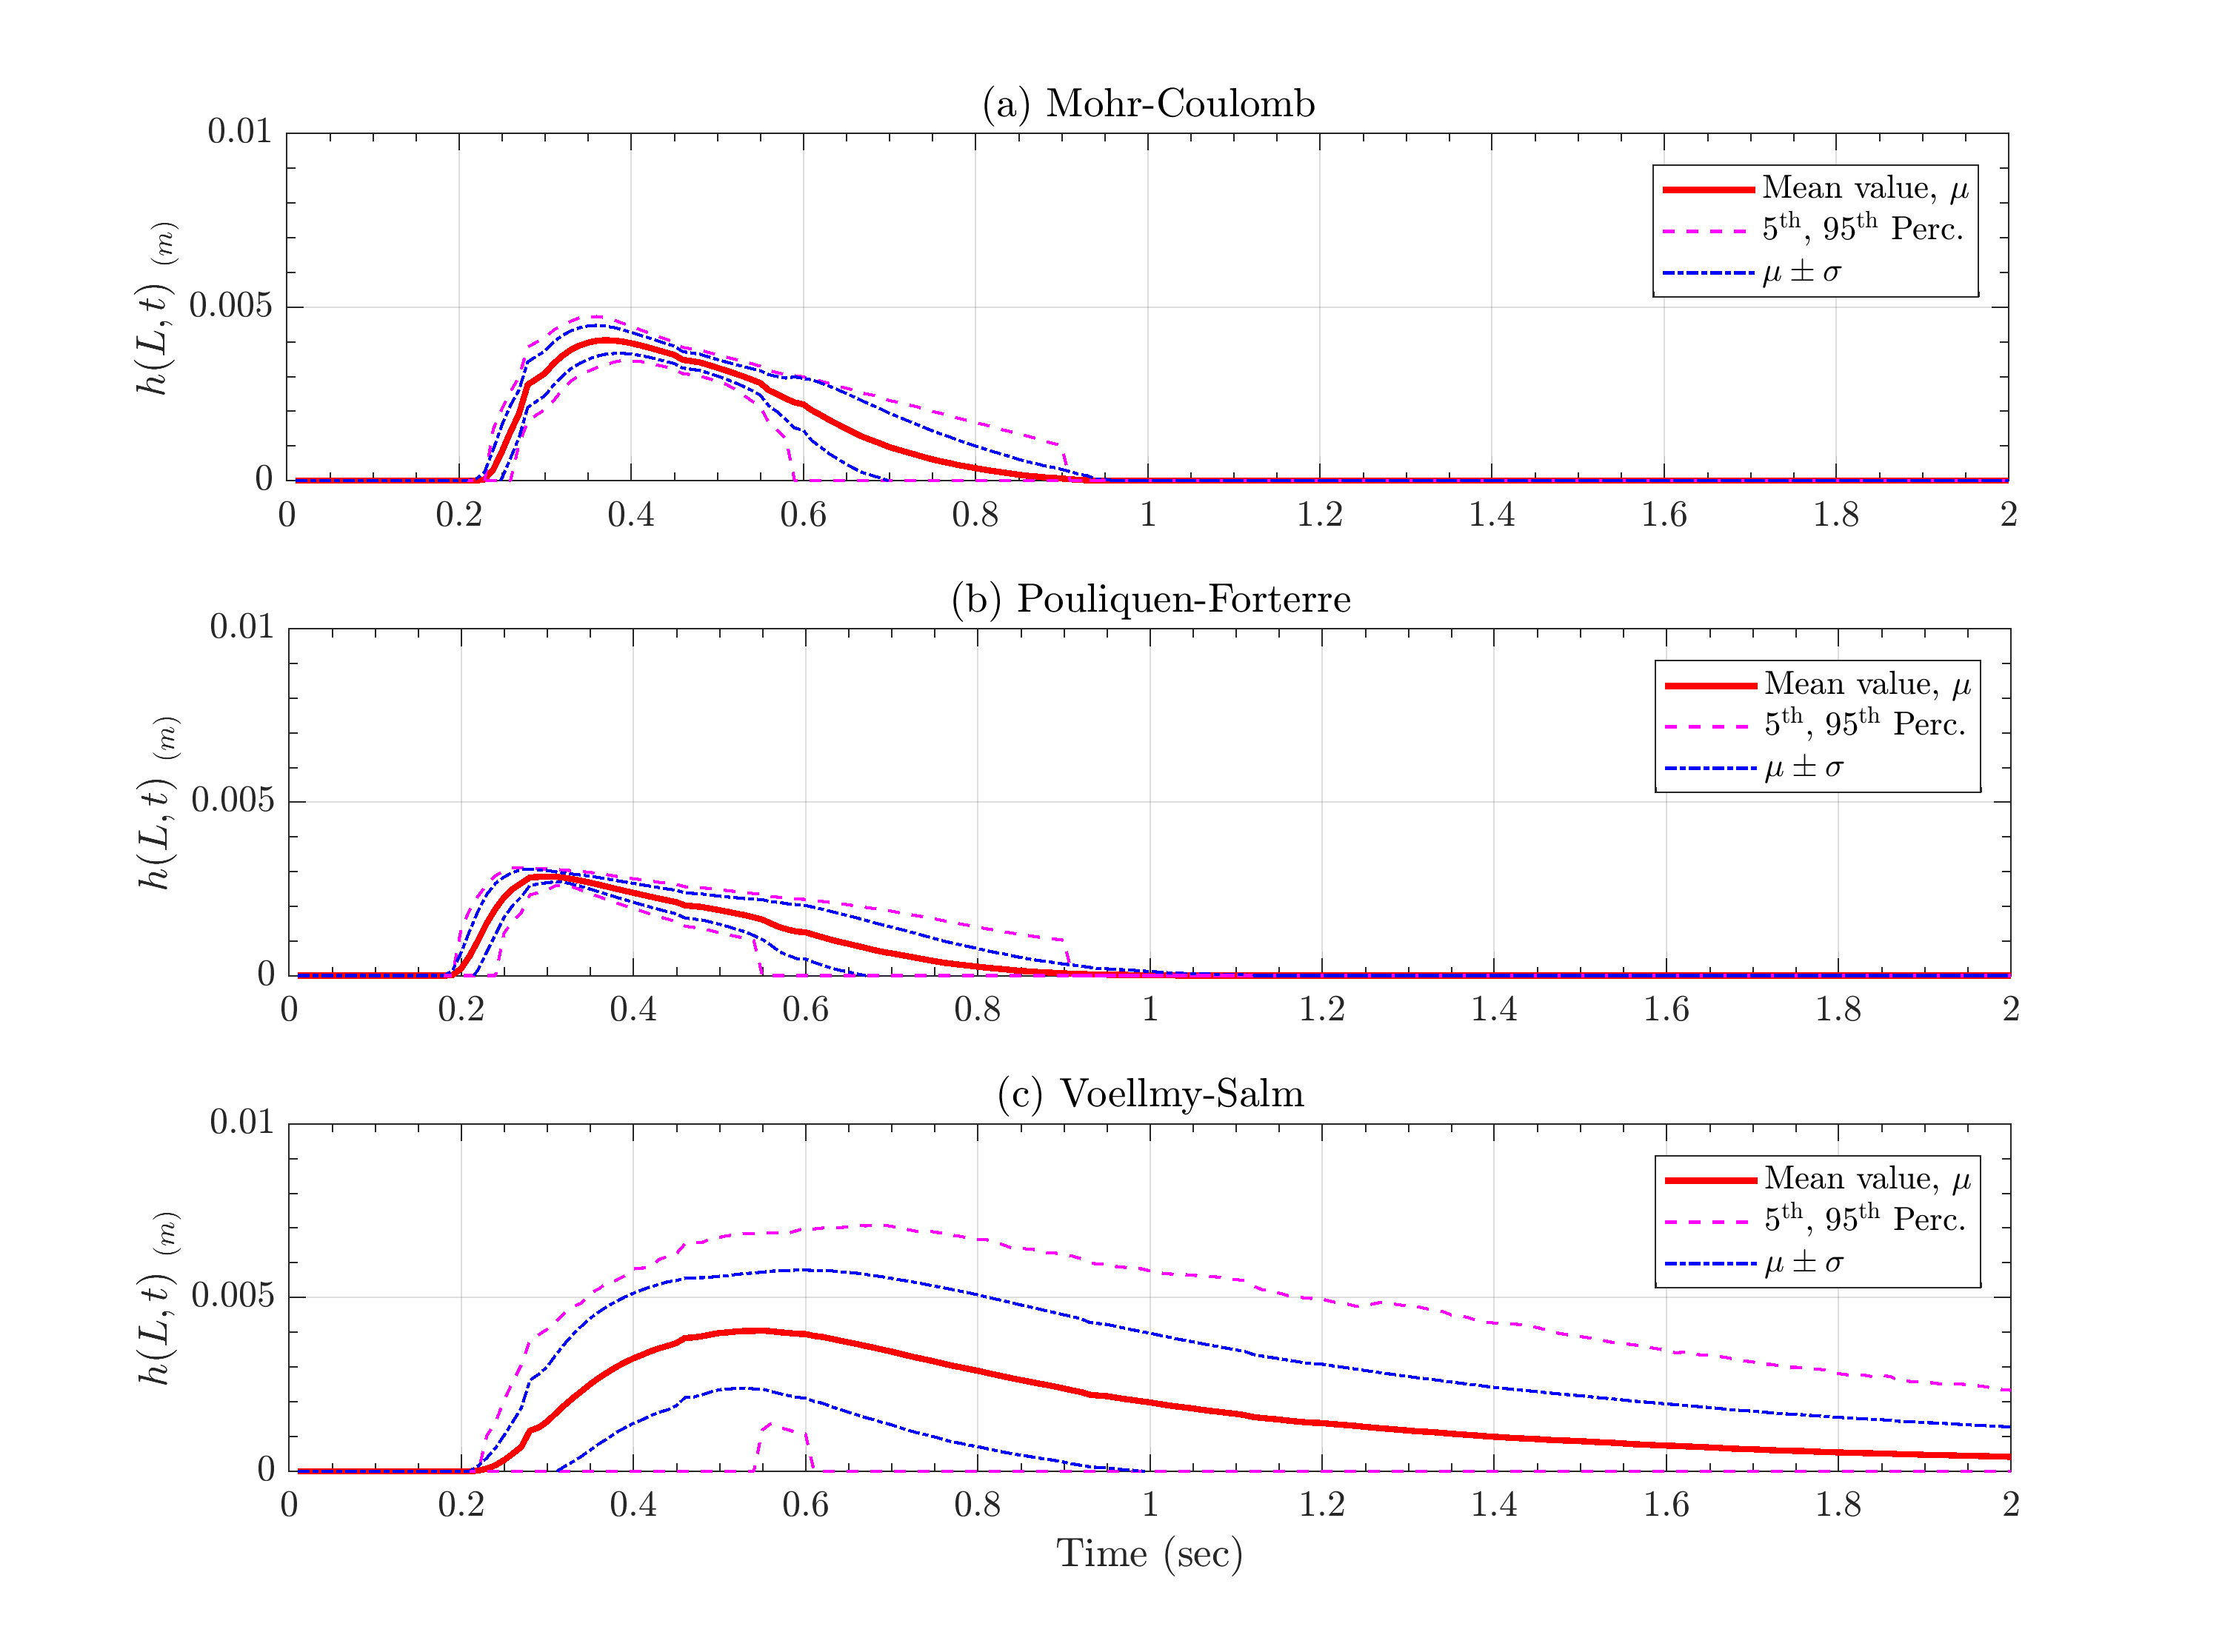 (a) Mohr-Coulomb
0.01
0.005
0
h(L, t) (m)
Mean value, μ
5th, 95th Perc.
μ ± σ
0 0.2 0.4 0.6 0.8 1 1.2 1.4 1.6 1.8 2
(b) Pouliquen-Forterre
0.01
0.005
0
h(L, t) (m)
Mean value, μ
5th, 95th Perc.
μ ± σ
0 0.2 0.4 0.6 0.8 1 1.2 1.4 1.6 1.8 2
(c) Voellmy-Salm
0.01
0.005
0
h(L, t) (m)
Mean value, μ
5th, 95th Perc.
μ ± σ
0 0.2 0.4 0.6 0.8 1 1.2 1.4 1.6 1.8 2
Time (sec)